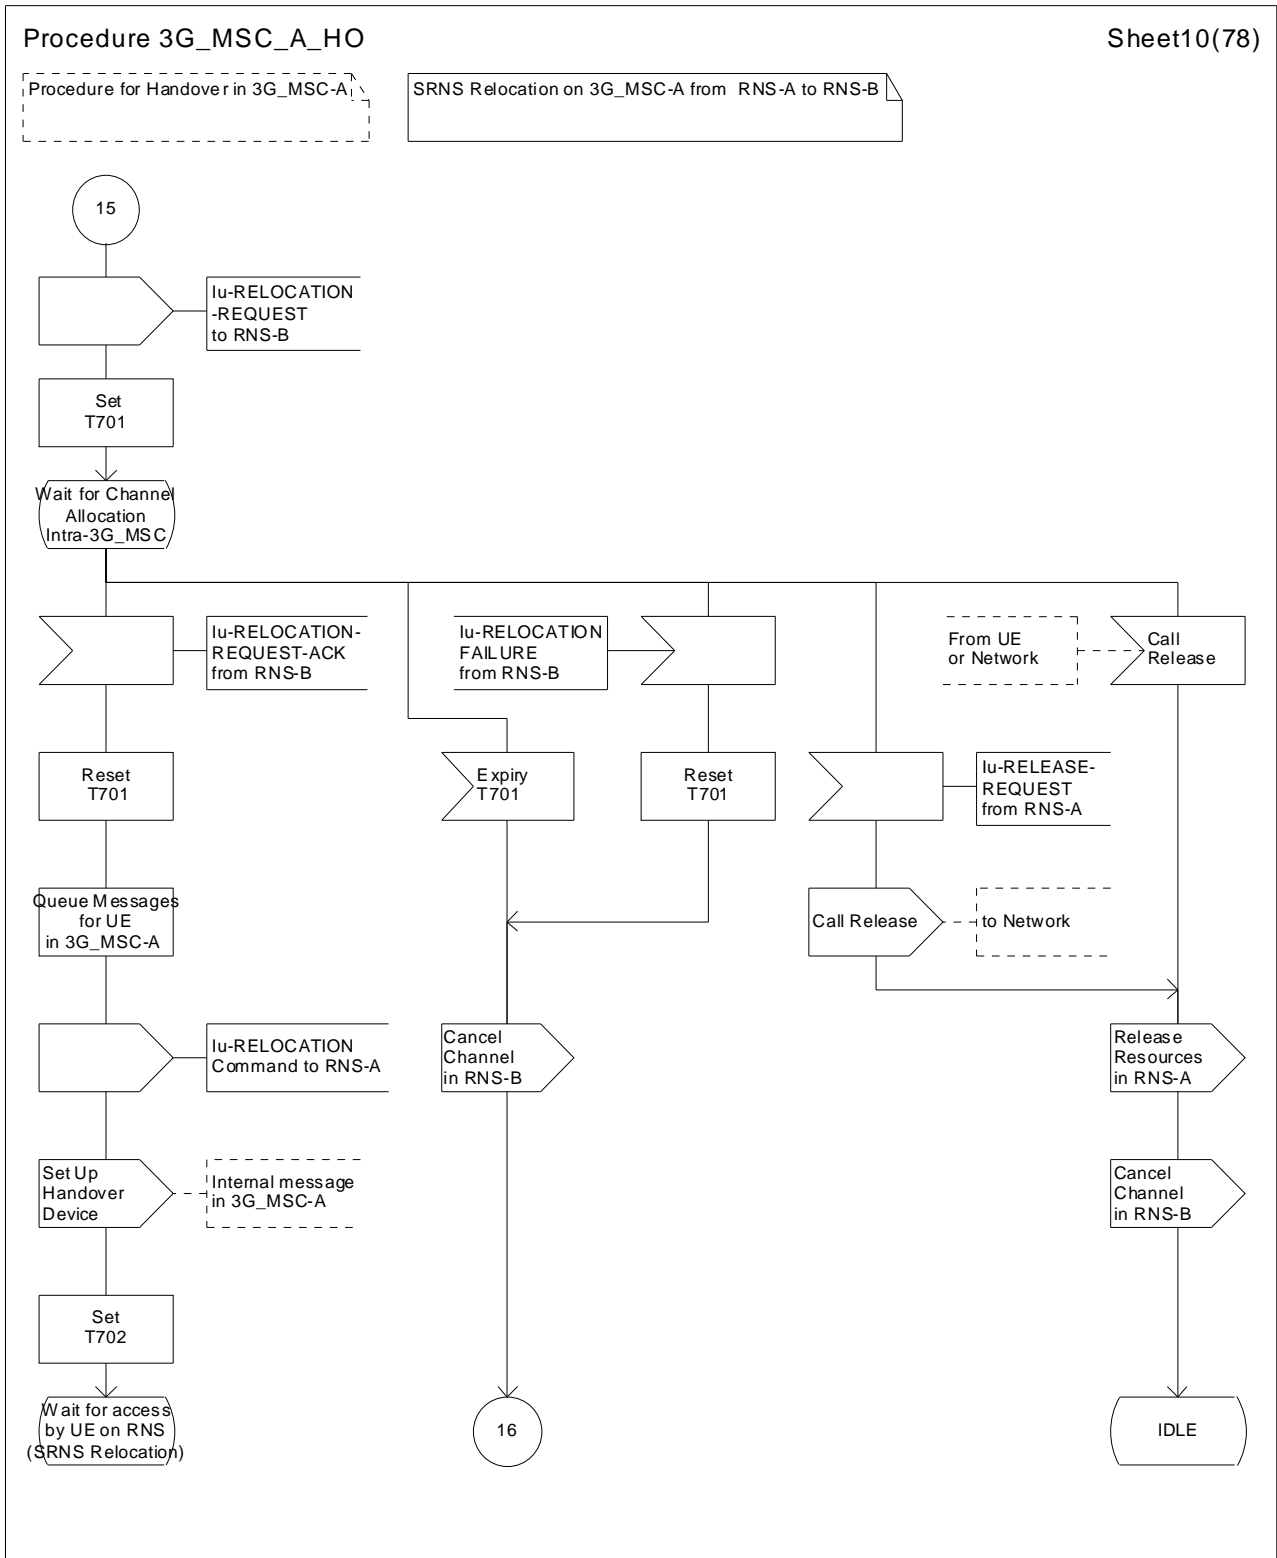 Procedure 3G_MSC_A_HO
Sheet10(78)
Procedure for Handover in 3G_MSC-A
SRNS Relocation on 3G_MSC-A from RNS-A to RNS-B
15
Iu-RELOCATION
-REQUEST
to RNS-B
Set
T701
Wait for Channel
Allocation
Intra-3G_MSC
Iu-RELOCATION-
REQUEST-ACK
from RNS-B
Iu-RELOCATION
FAILURE
from RNS-B
From UE
or Network
Call
Release
Reset
T701
Expiry
T701
Reset
T701
Iu-RELEASE-
REQUEST
from RNS-A
Queue Messages
for UE
in 3G_MSC-A
Call Release
to Network
Iu-RELOCATION
Command to RNS-A
Cancel
Channel
in RNS-B
Release
Resources
in RNS-A
Set Up
Handover
Device
Internal message
in 3G_MSC-A
Cancel
Channel
in RNS-B
Set
T702
Wait for access
by UE on RNS
(SRNS Relocation)
16
IDLE